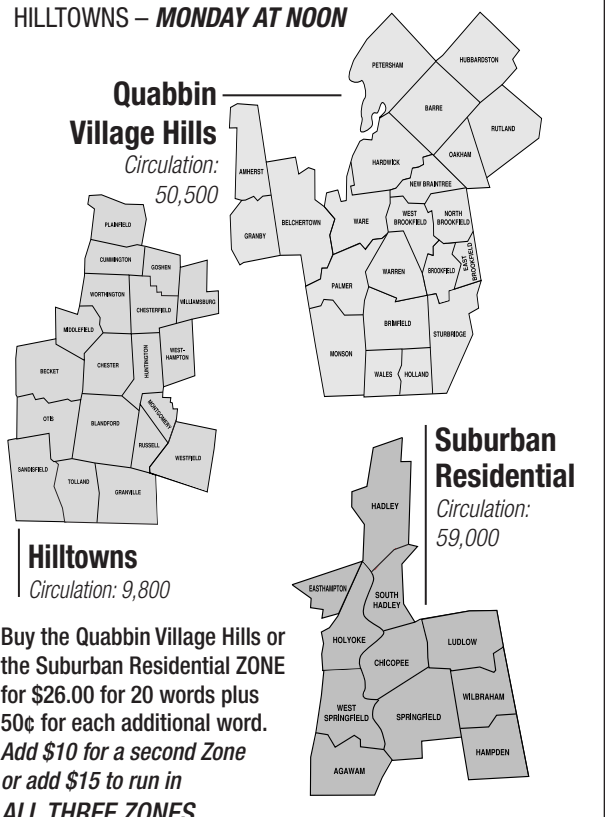 HILLTOWNS – MONDAY AT NOON
Quabbin
Village Hills
Circulation:
50,500
PETERSHAM
HUBBARDSTON
BARRE
RUTLAND
HARDWICK
OAKHAM
NEW BRAINTREE
AMHERST
GRANBY
BELCHERTOWN
WARE
WEST
BROOKFIELD
NORTH
BROOKFIELD
EAST
BROOKFIELD
BROOKFIELD
WARREN
PALMER
BRIMFIELD
STURBRIDGE
MONSON
WALES
HOLLAND
PLAINFIELD
CUMMINGTON
GOSHEN
WORTHINGTON
CHESTERFIELD
WILLIAMSBURG
MIDDLEFIELD
HUNTINGTON
WEST-
HAMPTON
BECKET
CHESTER
MONTGOMERY
OTIS
BLANDFORD
RUSSELL
WESTFIELD
SANDISFIELD
TOLLAND
GRANVILLE
Hilltowns
Circulation: 9,800
Suburban
Residential
Circulation:
59,000
HADLEY
EASTHAMPTON
SOUTH
HADLEY
HOLYOKE
CHICOPEE
LUDLOW
WEST
SPRINGFIELD
SPRINGFIELD
WILBRAHAM
AGAWAM
HAMPDEN
Buy the Quabbin Village Hills or
the Suburban Residential ZONE
for $26.00 for 20 words plus
50¢ for each additional word.
Add $10 for a second Zone
or add $15 to run in
ALL THREE ZONES